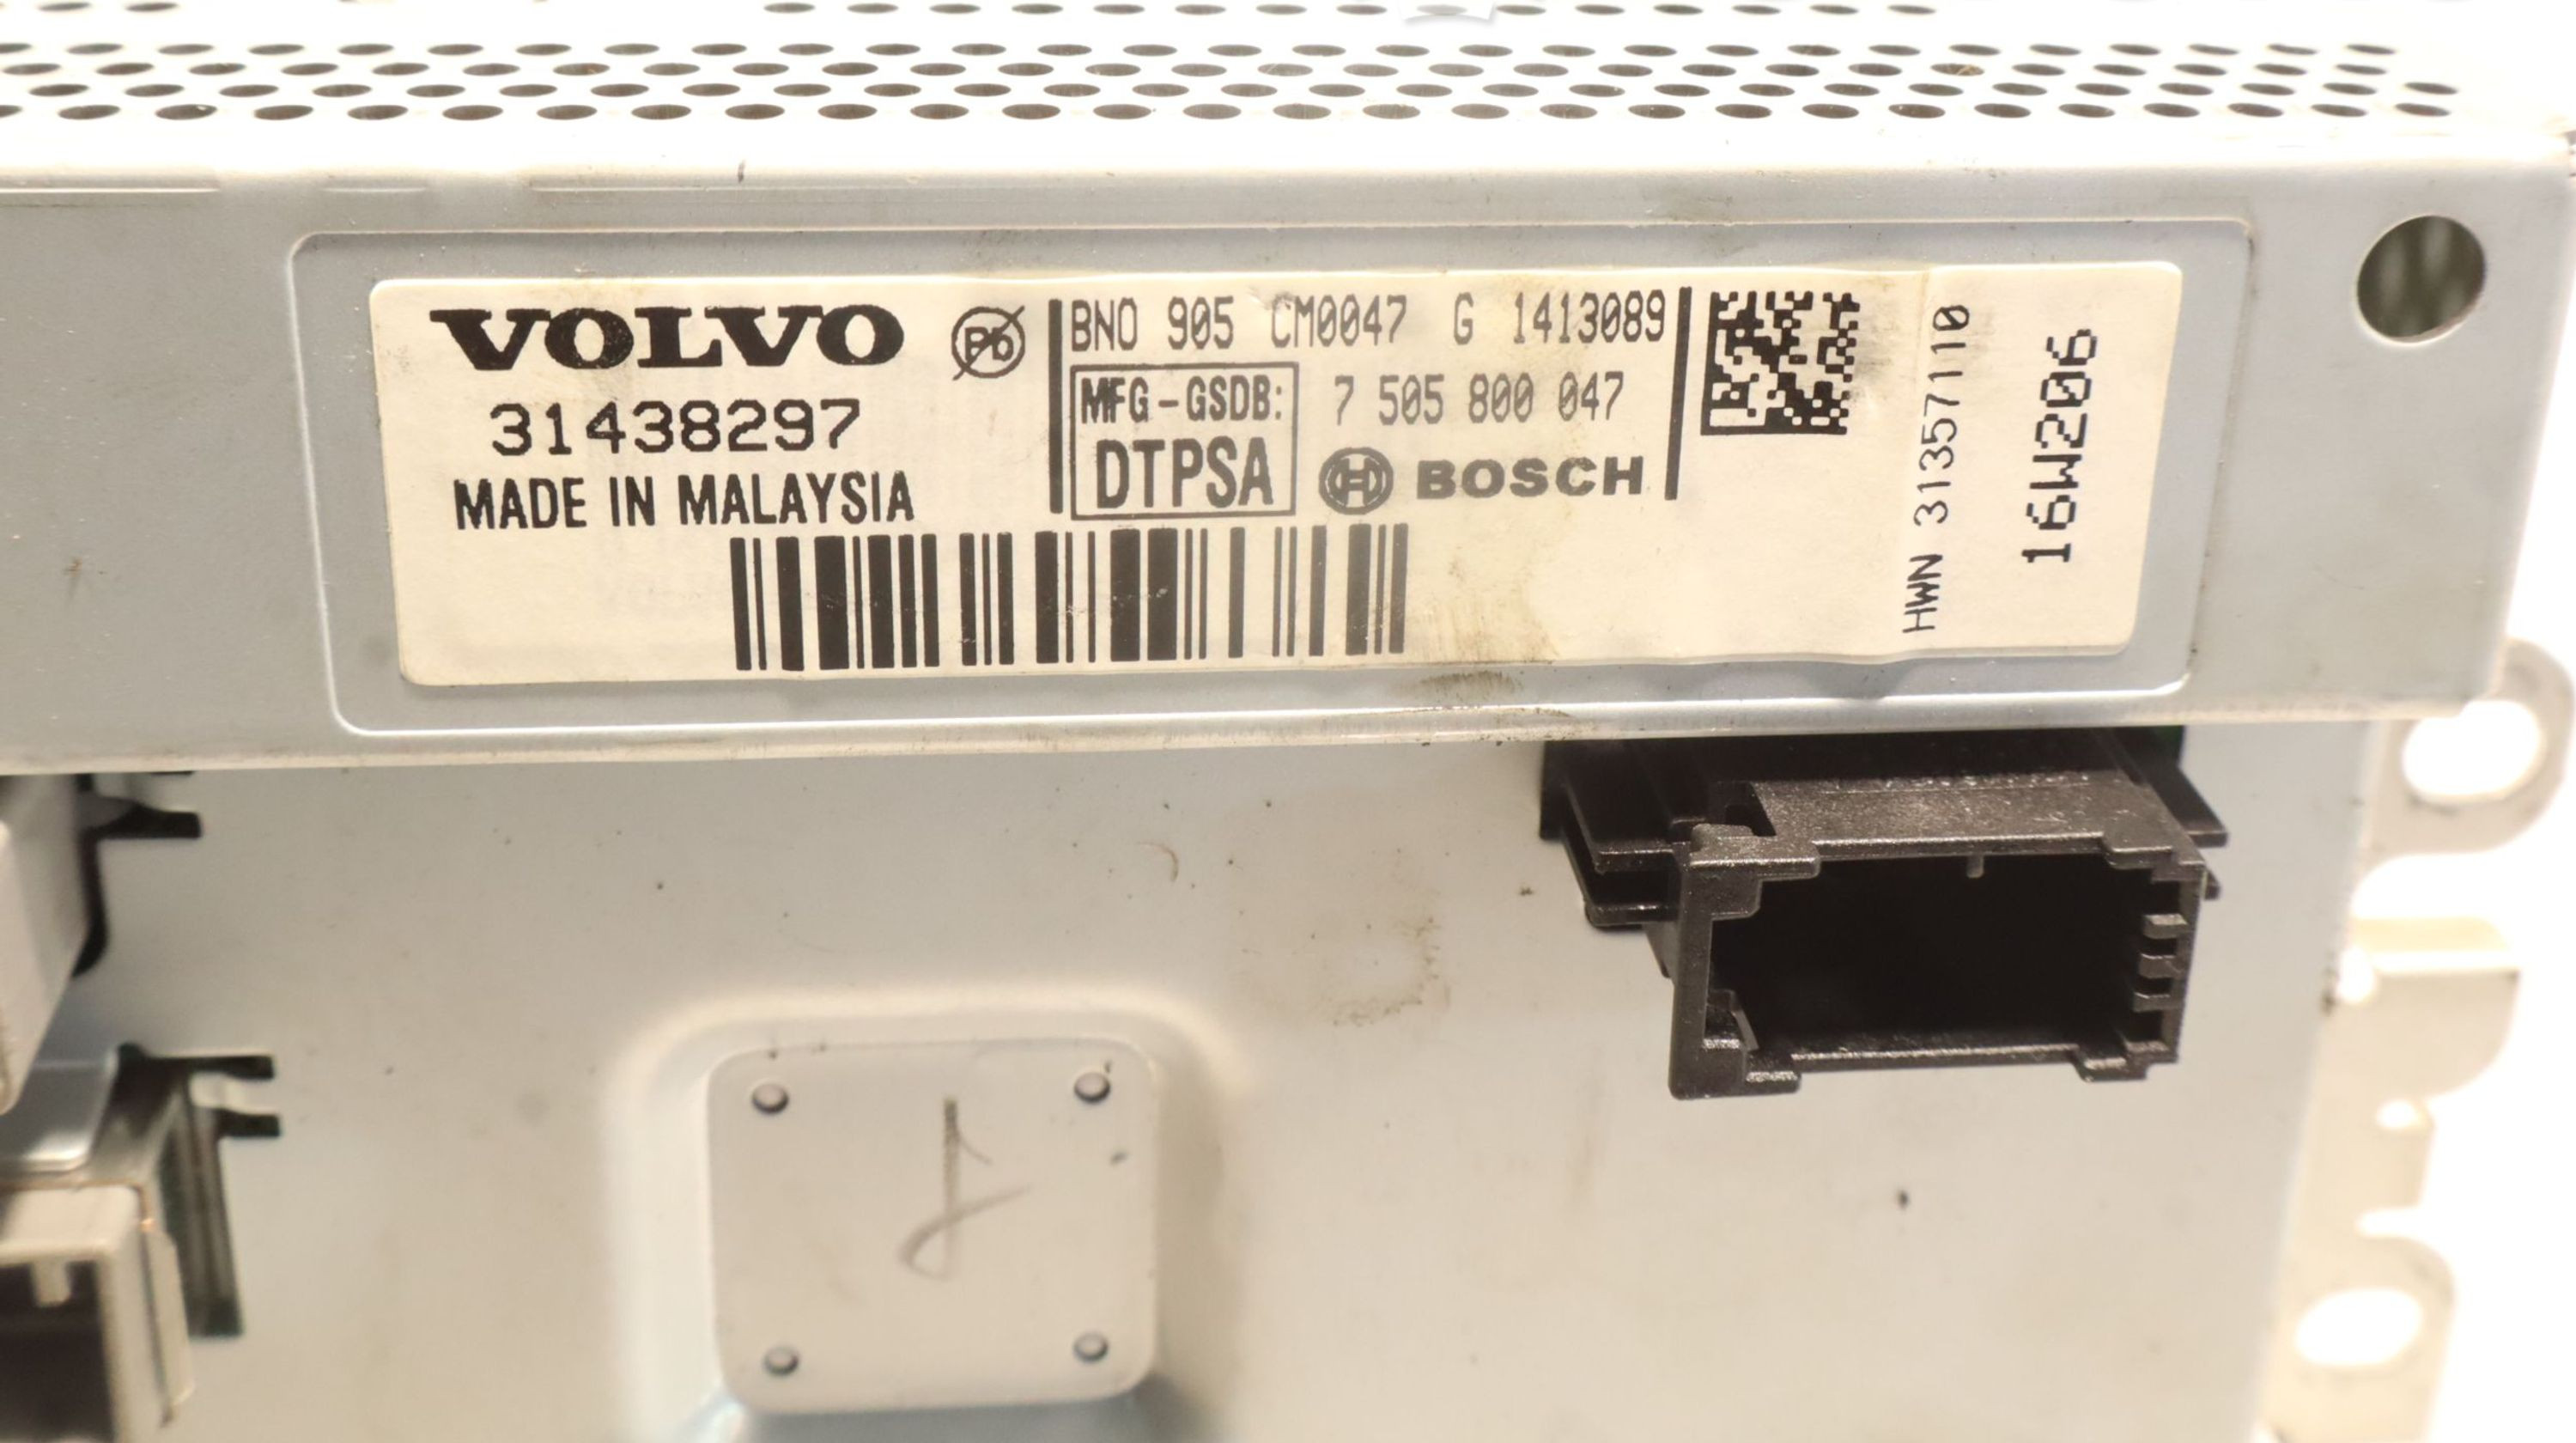 VOLVO
31438297
MADE IN MALAYSIA
Pb
BNO 905 CM0047 G 1413089
MFG-GSDB: 7 505 800 047
DTPSA
BOSCH
HWN 31357110
16W206